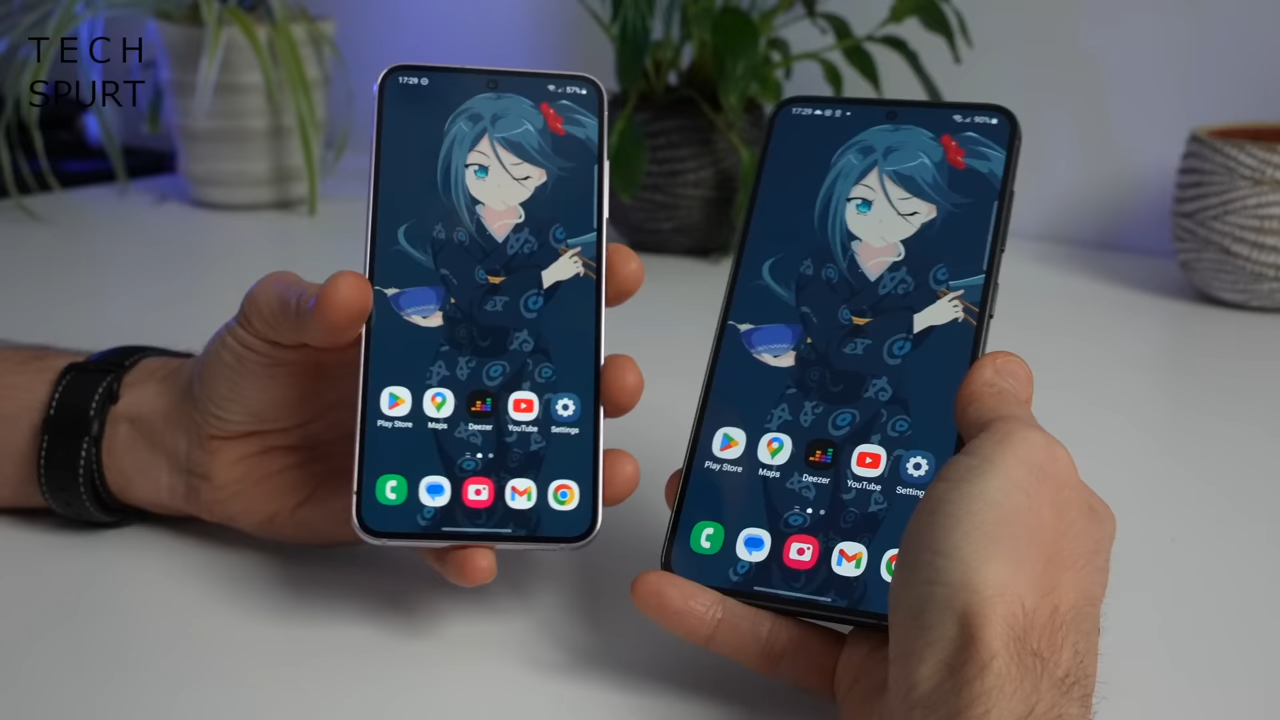 TECH
SPURT
17:29
57%
Play Store
Maps
Deezer
YouTube
Settings
17:29
90%
Play Store
Maps
Deezer
YouTube
Setting